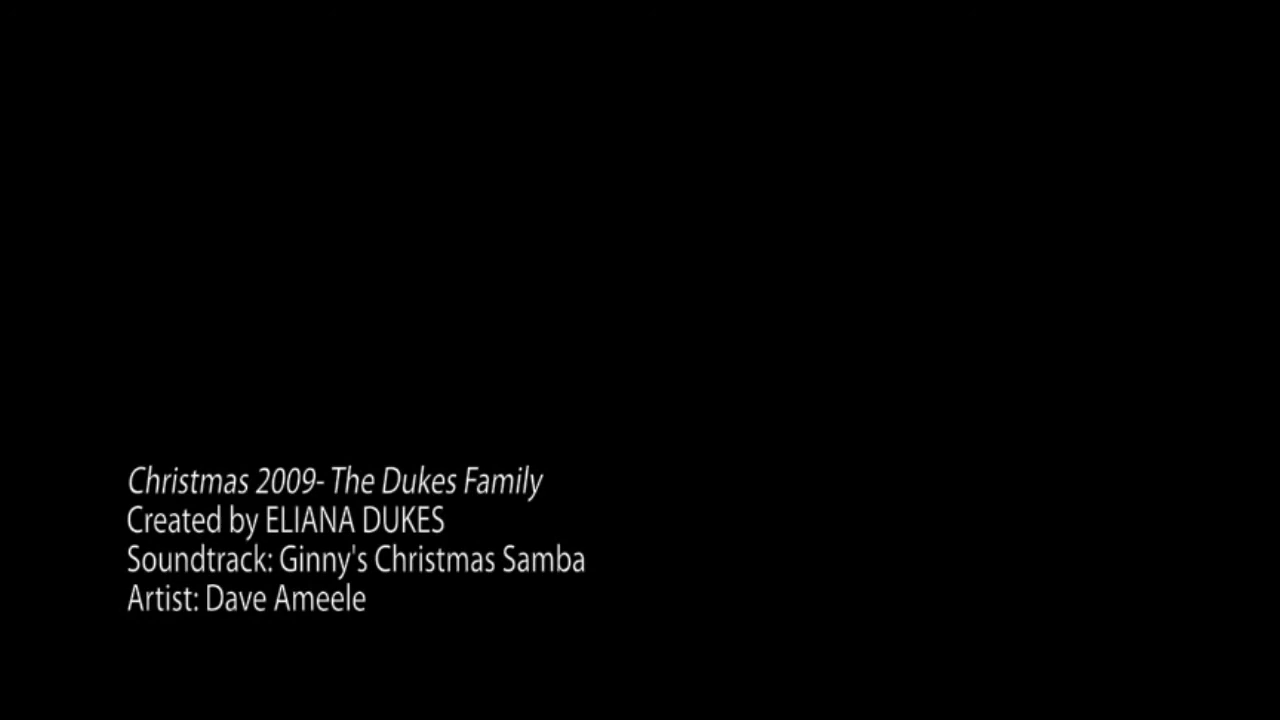 Christmas 2009- The Dukes Family
Created by ELIANA DUKES
Soundtrack: Ginny's Christmas Samba
Artist: Dave Ameele